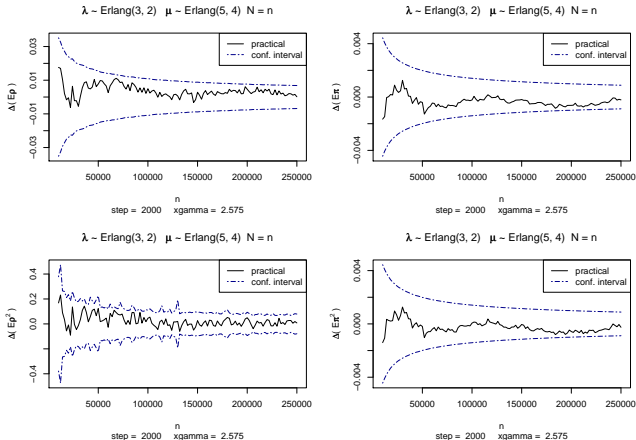 λ ~ Erlang(3, 2) μ ~ Erlang(5, 4) N = n
Δ( Eρ)
0.03
0.01
-0.01
-0.03
practical
conf. interval
50000 100000 150000 200000 250000
n
step = 2000 xgamma = 2.575
λ ~ Erlang(3, 2) μ ~ Erlang(5, 4) N = n
Δ( Eπ)
0.004
0.000
-0.004
practical
conf. interval
50000 100000 150000 200000 250000
n
step = 2000 xgamma = 2.575
λ ~ Erlang(3, 2) μ ~ Erlang(5, 4) N = n
Δ( Eρ²)
0.4
0.2
0.0
-0.4
practical
conf. interval
50000 100000 150000 200000 250000
n
step = 2000 xgamma = 2.575
λ ~ Erlang(3, 2) μ ~ Erlang(5, 4) N = n
Δ( Eπ²)
0.004
0.000
-0.004
practical
conf. interval
50000 100000 150000 200000 250000
n
step = 2000 xgamma = 2.575